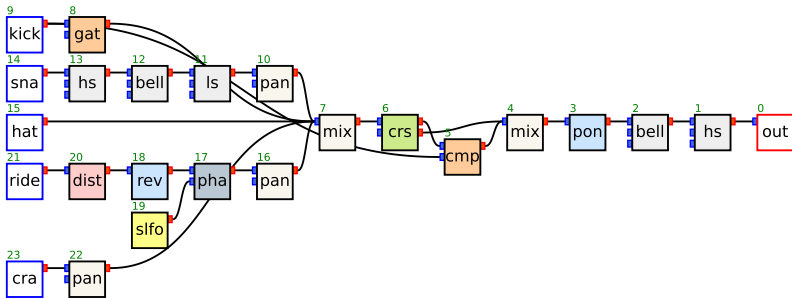 9 8
kick gat
14 13 12 11 10
sna hs bell ls pan
15 7 6 5 4 3 2 1 0
hat mix crs cmp mix pon bell hs out
21 20 18 17 16
ride dist rev pha pan
19
slfo
23 22
cra pan